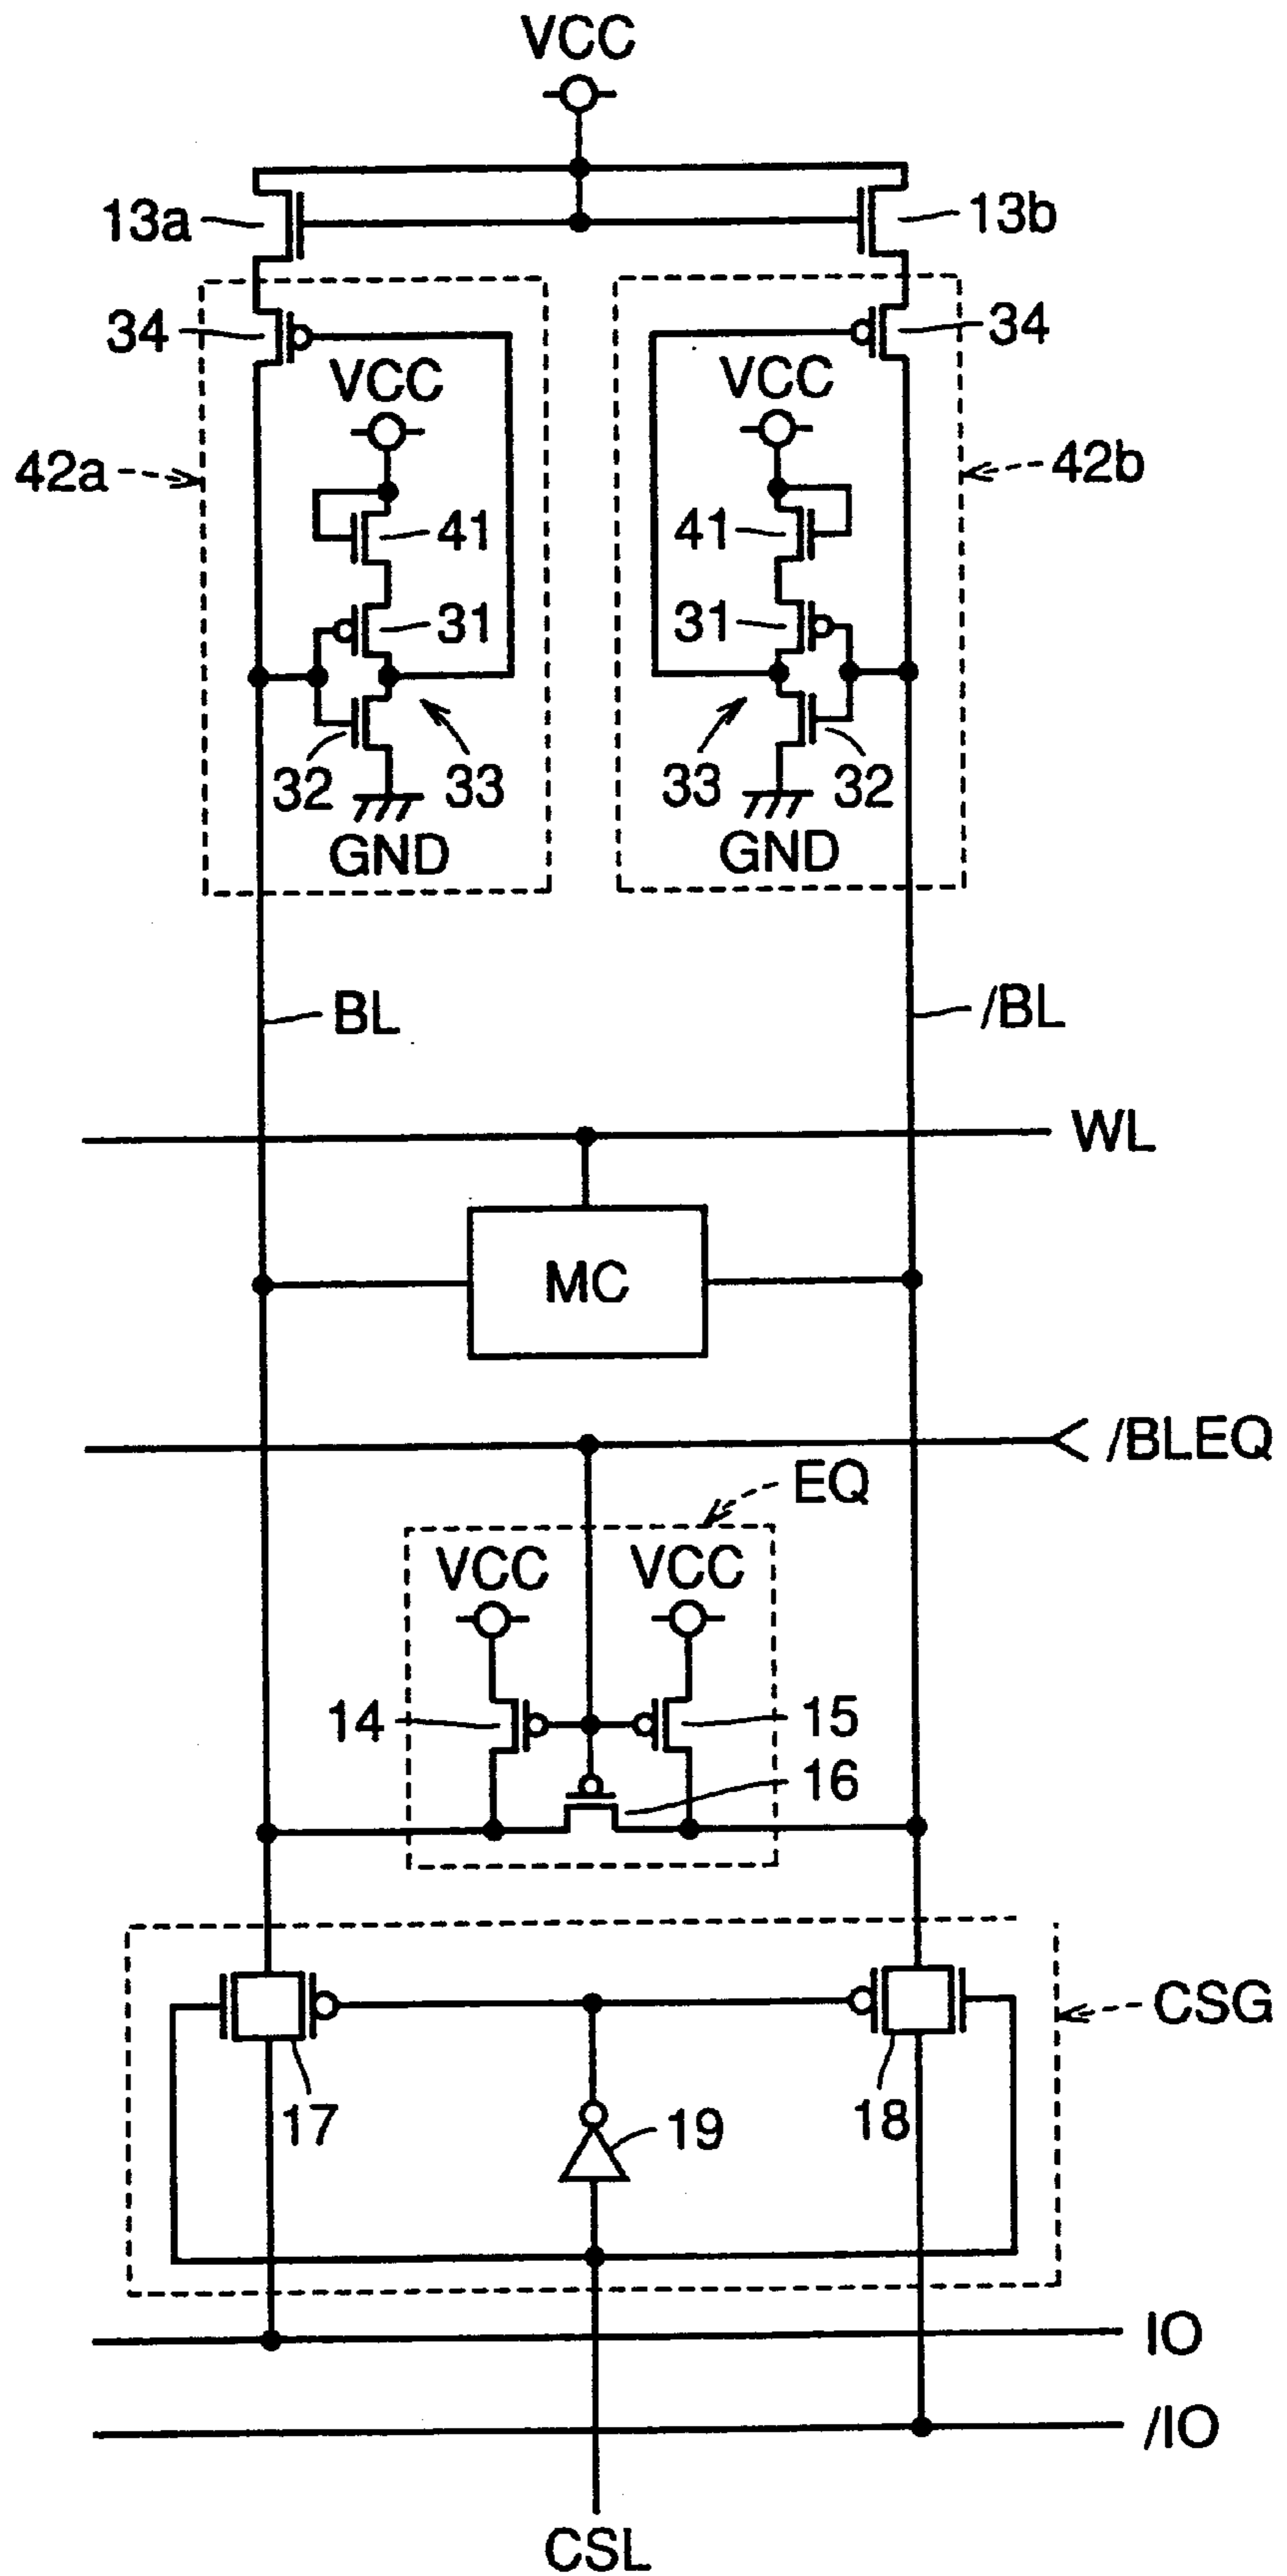 VCC
13a 13b
34 34
VCC VCC
42a 42b
41 41
31 31
32 33 33 32
GND GND
BL /BL
WL
MC
/BLEQ
EQ
VCC VCC
14 15
16
CSG
17 19 18
IO
/IO
CSL